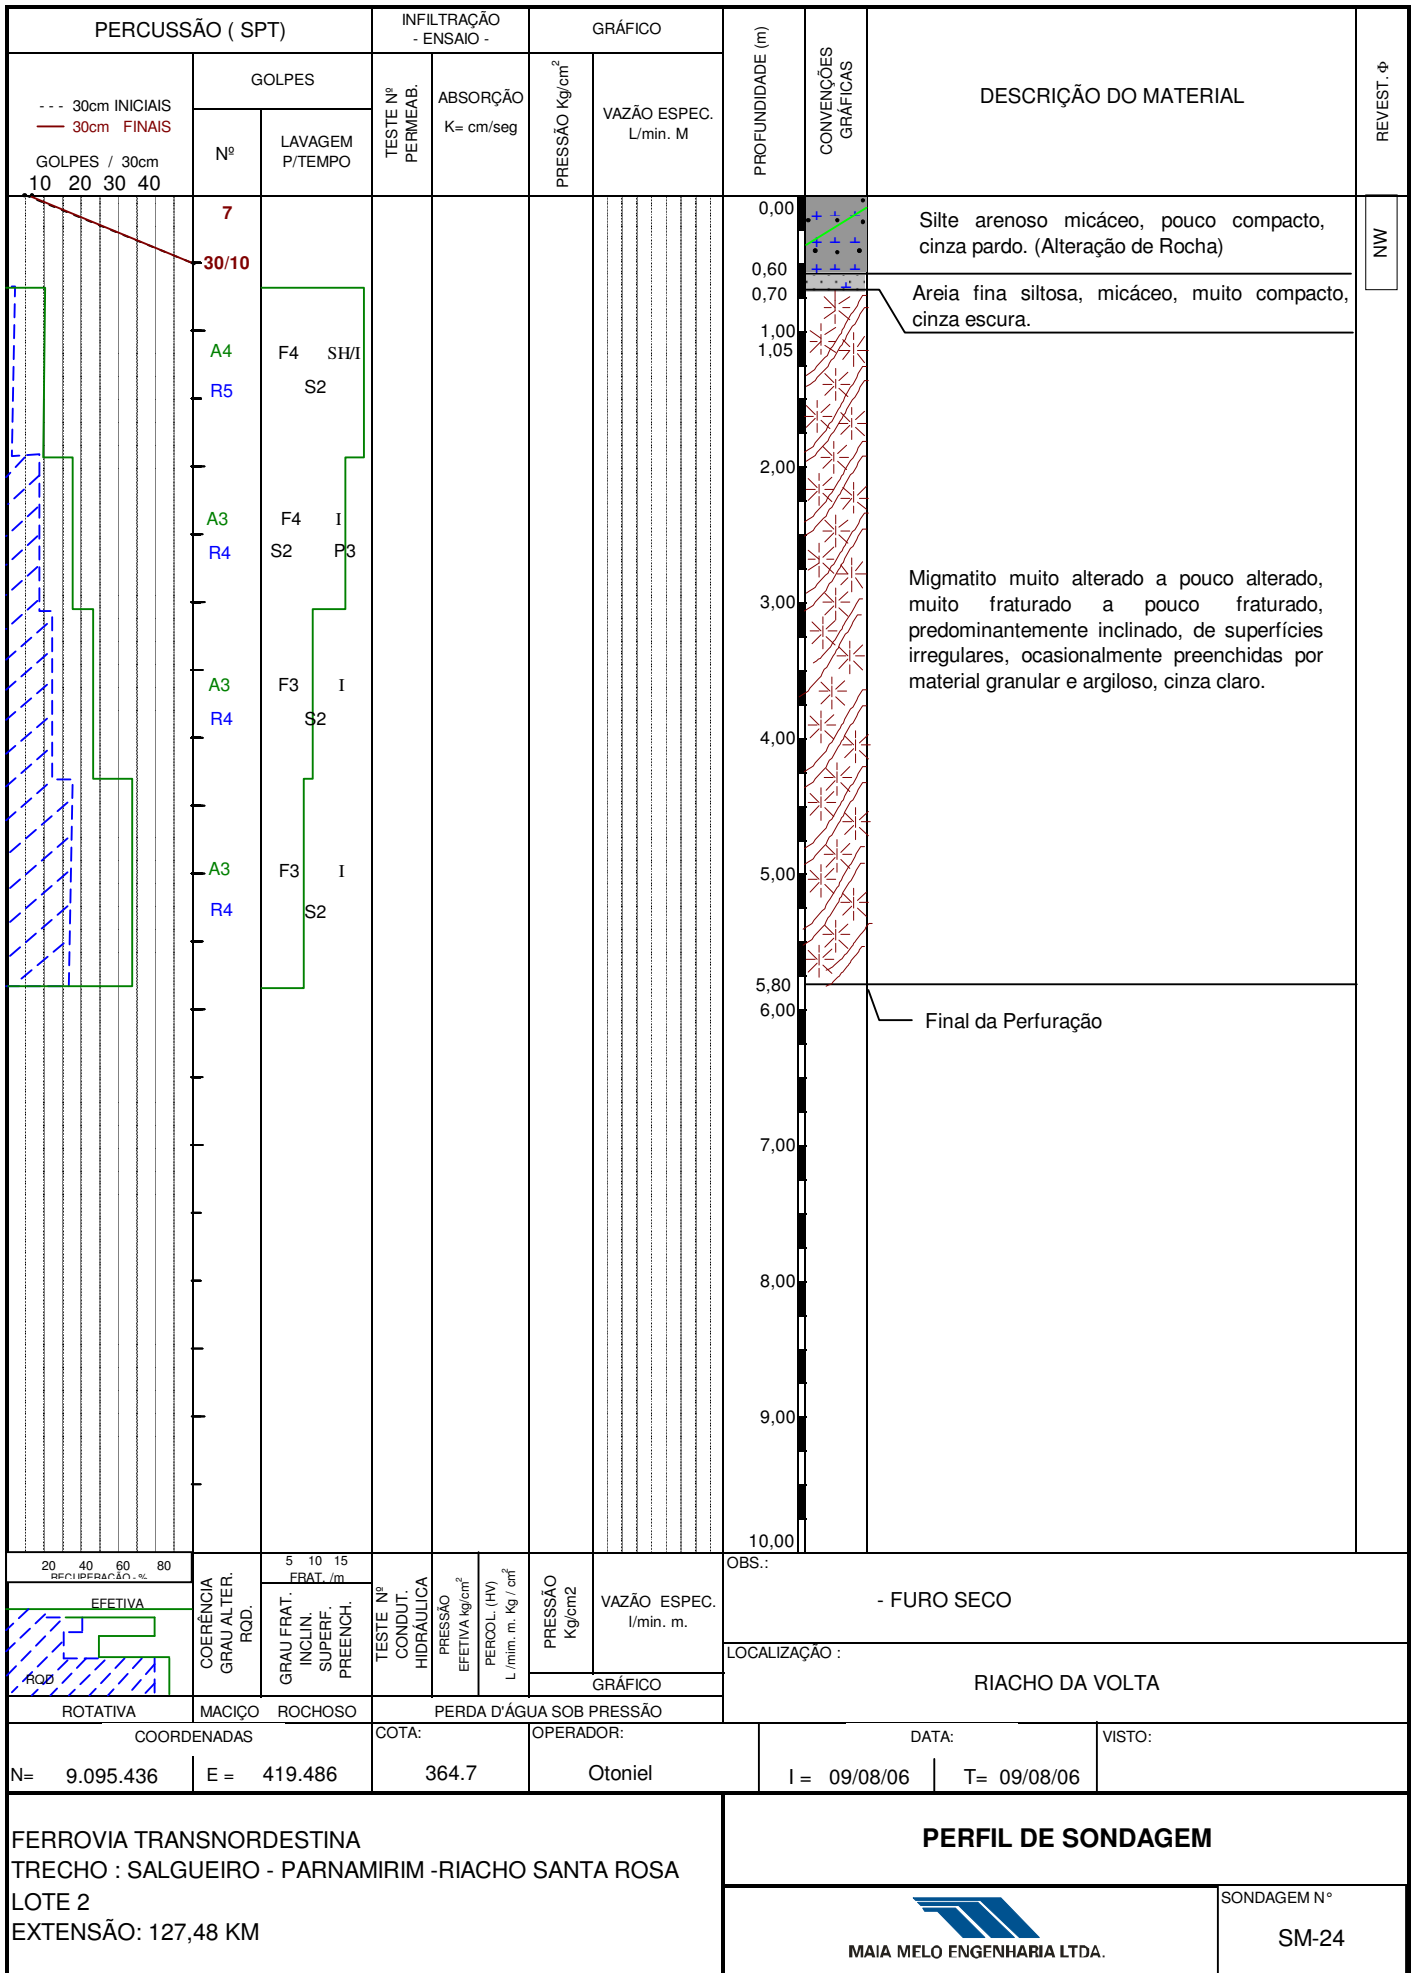 PERCUSSÃO ( SPT)
INFILTRAÇÃO
- ENSAIO -
GRÁFICO
PROFUNDIDADE (m)
CONVENÇÕES
GRÁFICAS
DESCRIÇÃO DO MATERIAL
REVEST. Φ
- - - 30cm INICIAIS
30cm FINAIS
GOLPES / 30cm
10 20 30 40
GOLPES
Nº
LAVAGEM
P/TEMPO
TESTE Nº
PERMEAB.
ABSORÇÃO
K= cm/seg
PRESSÃO Kg/cm²
VAZÃO ESPEC.
L/min. M
7
30/10
0,00
Silte arenoso micáceo, pouco compacto,
cinza pardo. (Alteração de Rocha)
NW
0,60
0,70
Areia fina siltosa, micáceo, muito compacto,
cinza escura.
1,00
1,05
A4 F4 SH/I
R5 S2
2,00
A3 F4 I
R4 S2 P3
Migmatito muito alterado a pouco alterado,
muito fraturado a pouco fraturado,
predominantemente inclinado, de superfícies
irregulares, ocasionalmente preenchidas por
material granular e argiloso, cinza claro.
3,00
A3 F3 I
R4 S2
4,00
A3 F3 I
5,00
R4 S2
5,80
6,00
Final da Perfuração
7,00
8,00
9,00
10,00
20 40 60 80
RECUPERAÇÃO - %
EFETIVA
RQD
ROTATIVA
COERÊNCIA
GRAU ALTER.
RQD.
5 10 15
FRAT. /m
GRAU FRAT.
INCLIN.
SUPERF.
PREENCH.
MACIÇO ROCHOSO
TESTE Nº
CONDUT.
HIDRÁULICA
PRESSÃO
EFETIVA kg/cm²
PERCOL. (HV)
L /min. m. Kg / cm²
PRESSÃO
Kg/cm2
VAZÃO ESPEC.
l/min. m.
GRÁFICO
PERDA D'ÁGUA SOB PRESSÃO
OBS.:
- FURO SECO
LOCALIZAÇÃO :
RIACHO DA VOLTA
COORDENADAS
N= 9.095.436
E = 419.486
COTA:
364.7
OPERADOR:
Otoniel
DATA:
I = 09/08/06
T= 09/08/06
VISTO:
FERROVIA TRANSNORDESTINA
TRECHO : SALGUEIRO - PARNAMIRIM -RIACHO SANTA ROSA
LOTE 2
EXTENSÃO: 127,48 KM
PERFIL DE SONDAGEM
MAIA MELO ENGENHARIA LTDA.
SONDAGEM N°
SM-24